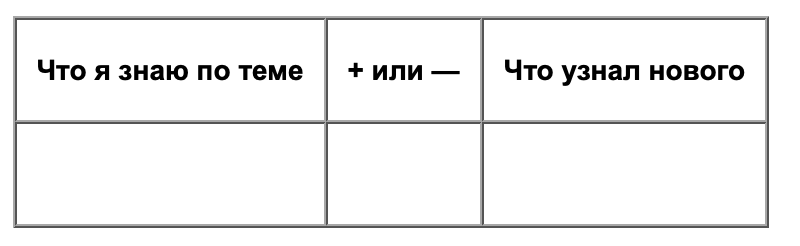 Что я знаю по теме
+ или —
Что узнал нового